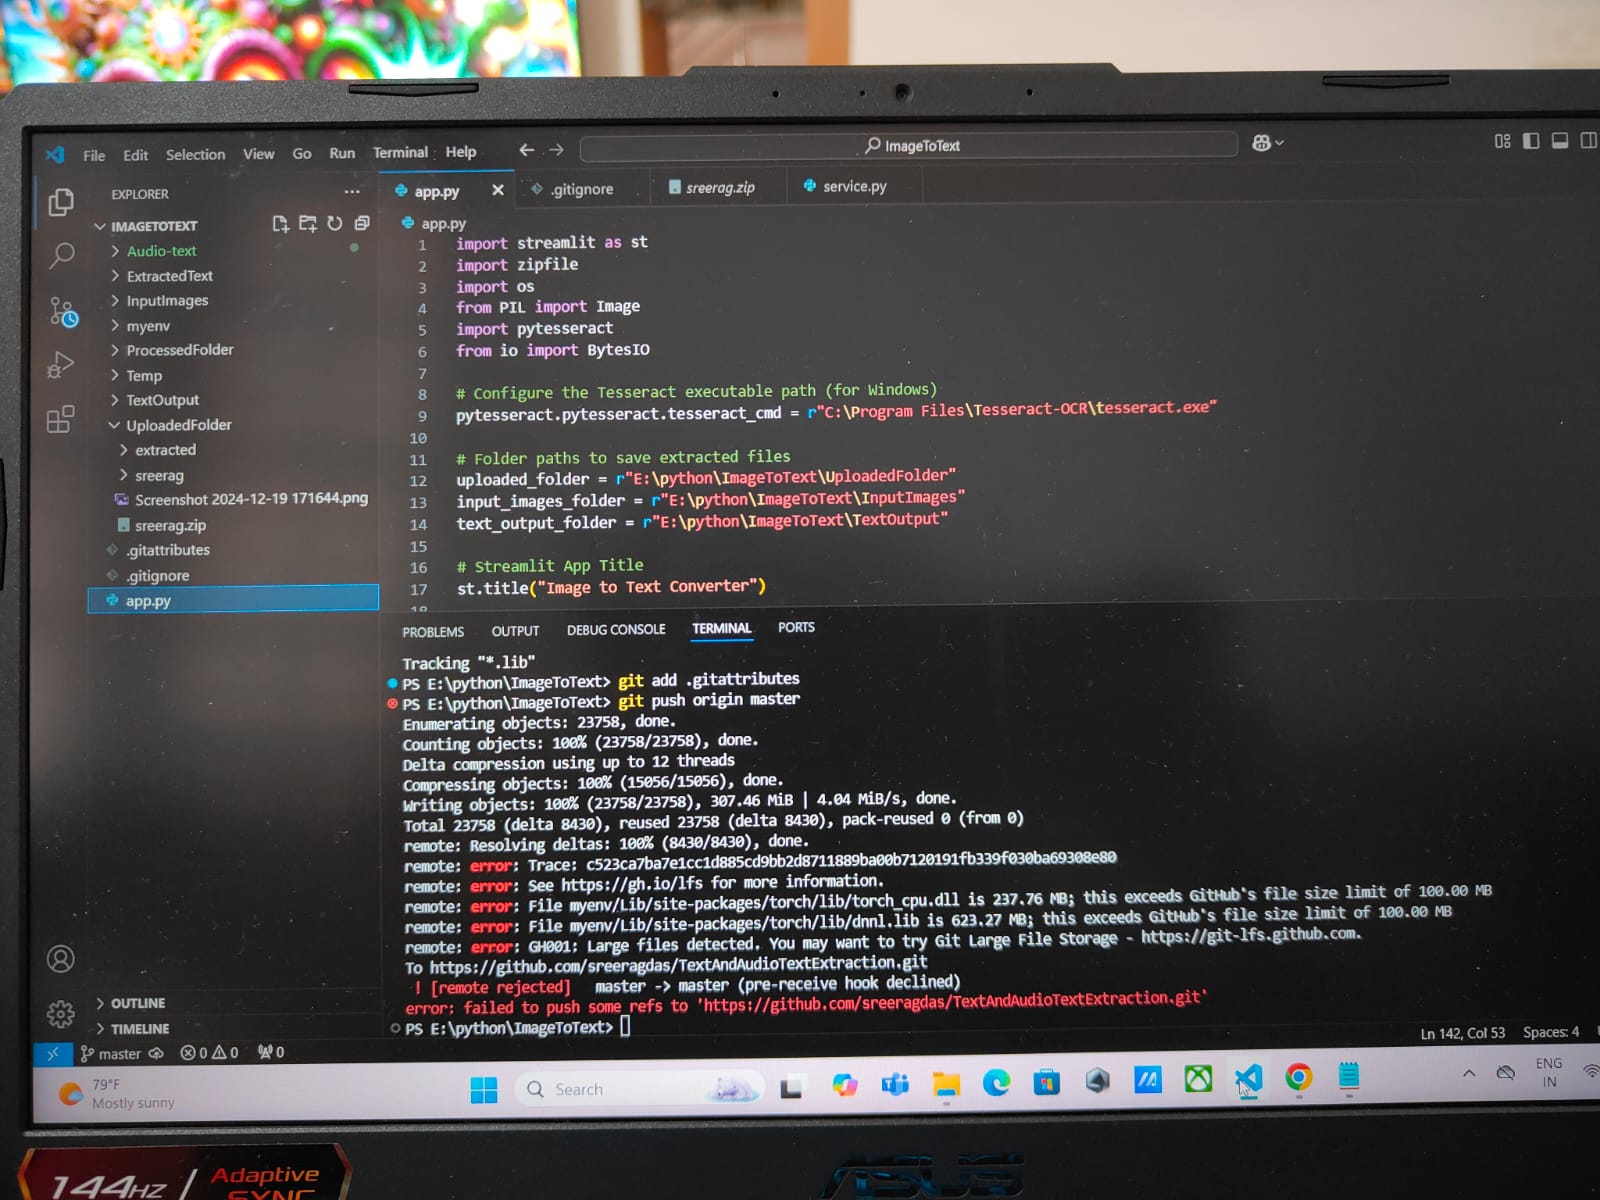 File Edit Selection View Go Run Terminal Help
ImageToText
EXPLORER
IMAGETOTEXT
Audio-text
ExtractedText
InputImages
myenv
ProcessedFolder
Temp
TextOutput
UploadedFolder
extracted
sreerag
Screenshot 2024-12-19 171644.png
sreerag.zip
.gitattributes
.gitignore
app.py
OUTLINE
TIMELINE
app.py .gitignore sreerag.zip service.py
app.py
1 import streamlit as st
2 import zipfile
3 import os
4 from PIL import Image
5 import pytesseract
6 from io import BytesIO
7
8 # Configure the Tesseract executable path (for Windows)
9 pytesseract.pytesseract.tesseract_cmd = r"C:\Program Files\Tesseract-OCR\tesseract.exe"
10
11 # Folder paths to save extracted files
12 uploaded_folder = r"E:\python\ImageToText\UploadedFolder"
13 input_images_folder = r"E:\python\ImageToText\InputImages"
14 text_output_folder = r"E:\python\ImageToText\TextOutput"
15
16 # Streamlit App Title
17 st.title("Image to Text Converter")
18
PROBLEMS OUTPUT DEBUG CONSOLE TERMINAL PORTS
Tracking "*.lib"
PS E:\python\ImageToText> git add .gitattributes
PS E:\python\ImageToText> git push origin master
Enumerating objects: 23758, done.
Counting objects: 100% (23758/23758), done.
Delta compression using up to 12 threads
Compressing objects: 100% (15056/15056), done.
Writing objects: 100% (23758/23758), 307.46 MiB | 4.04 MiB/s, done.
Total 23758 (delta 8430), reused 23758 (delta 8430), pack-reused 0 (from 0)
remote: Resolving deltas: 100% (8430/8430), done.
remote: error: Trace: c523ca7ba7e1cc1d885cd9bb2d8711889ba00b7120191fb339f030ba69308e80
remote: error: See https://gh.io/lfs for more information.
remote: error: File myenv/Lib/site-packages/torch/lib/torch_cpu.dll is 237.76 MB; this exceeds GitHub's file size limit of 100.00 MB
remote: error: File myenv/Lib/site-packages/torch/lib/dnnl.lib is 623.27 MB; this exceeds GitHub's file size limit of 100.00 MB
remote: error: GH001: Large files detected. You may want to try Git Large File Storage - https://git-lfs.github.com.
To https://github.com/sreeragdas/TextAndAudioTextExtraction.git
! [remote rejected] master -> master (pre-receive hook declined)
error: failed to push some refs to 'https://github.com/sreeragdas/TextAndAudioTextExtraction.git'
PS E:\python\ImageToText>
master 0 0 0
Ln 142, Col 53 Spaces: 4
79°F
Mostly sunny
Search
ENG
IN
144Hz / Adaptive
SYNC
ASUS